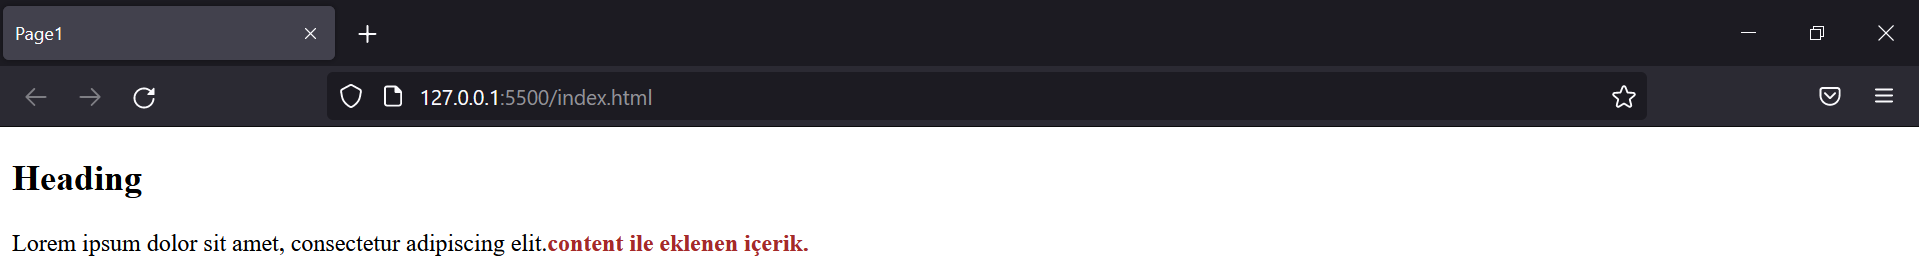 Page1
127.0.0.1:5500/index.html
Heading
Lorem ipsum dolor sit amet, consectetur adipiscing elit.content ile eklenen içerik.